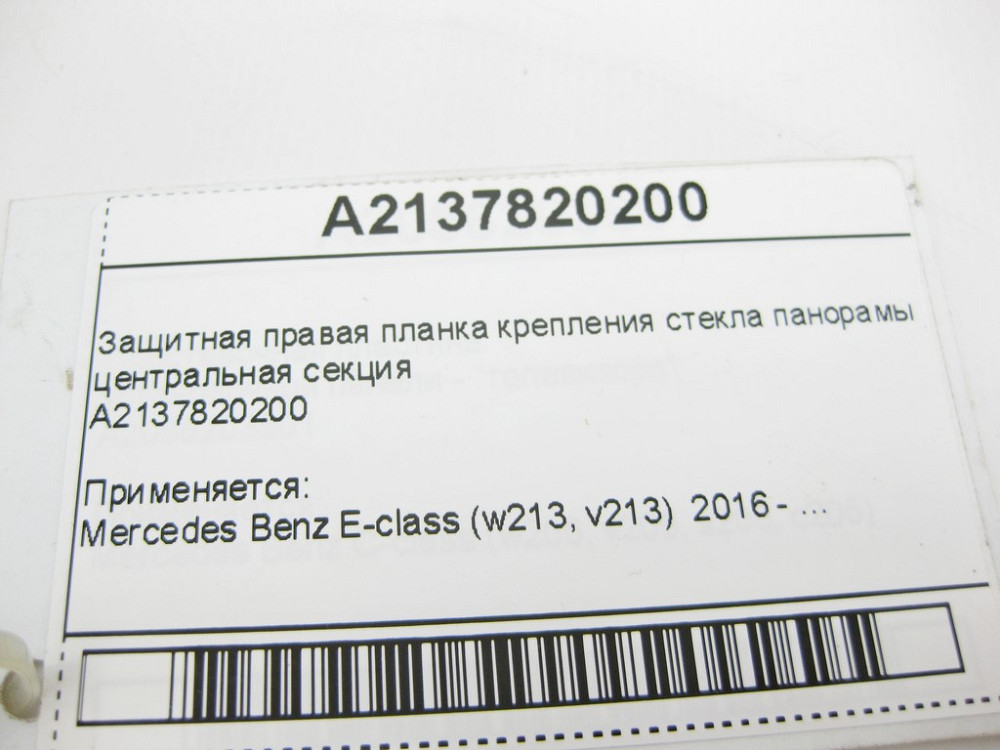 A2137820200
Защитная правая планка крепления стекла панорамы
центральная секция
A2137820200
Применяется:
Mercedes Benz E-class (w213, v213) 2016 - ...